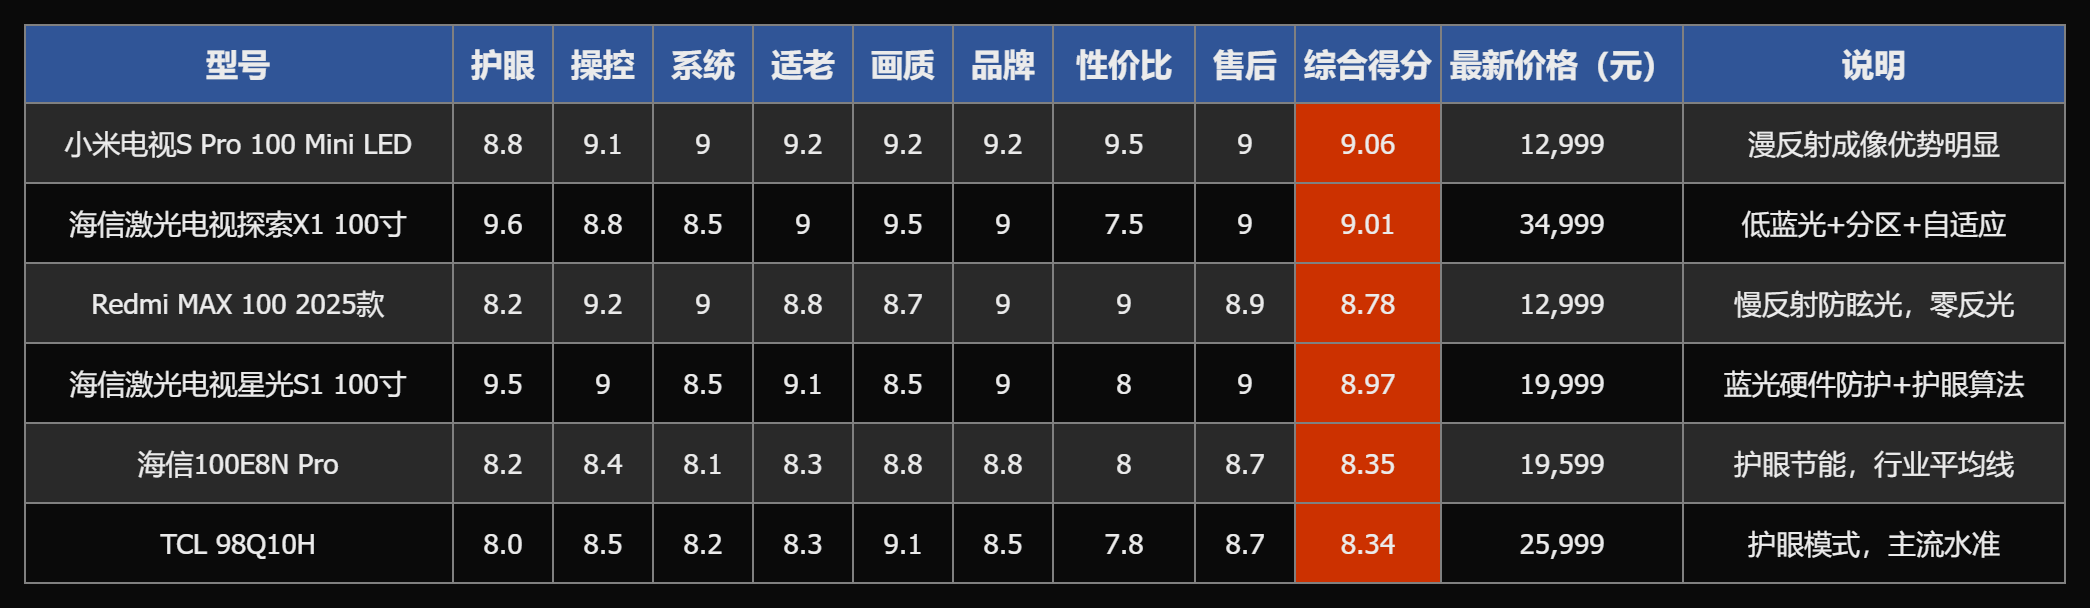 型号 护眼 操控 系统 适老 画质 品牌 性价比 售后 综合得分 最新价格（元） 说明
小米电视S Pro 100 Mini LED 8.8 9.1 9 9.2 9.2 9.2 9.5 9 9.06 12,999 漫反射成像优势明显
海信激光电视探索X1 100寸 9.6 8.8 8.5 9 9.5 9 7.5 9 9.01 34,999 低蓝光+分区+自适应
Redmi MAX 100 2025款 8.2 9.2 9 8.8 8.7 9 9 8.9 8.78 12,999 慢反射防眩光，零反光
海信激光电视星光S1 100寸 9.5 9 8.5 9.1 8.5 9 8 9 8.97 19,999 蓝光硬件防护+护眼算法
海信100E8N Pro 8.2 8.4 8.1 8.3 8.8 8.8 8 8.7 8.35 19,599 护眼节能，行业平均线
TCL 98Q10H 8.0 8.5 8.2 8.3 9.1 8.5 7.8 8.7 8.34 25,999 护眼模式，主流水准